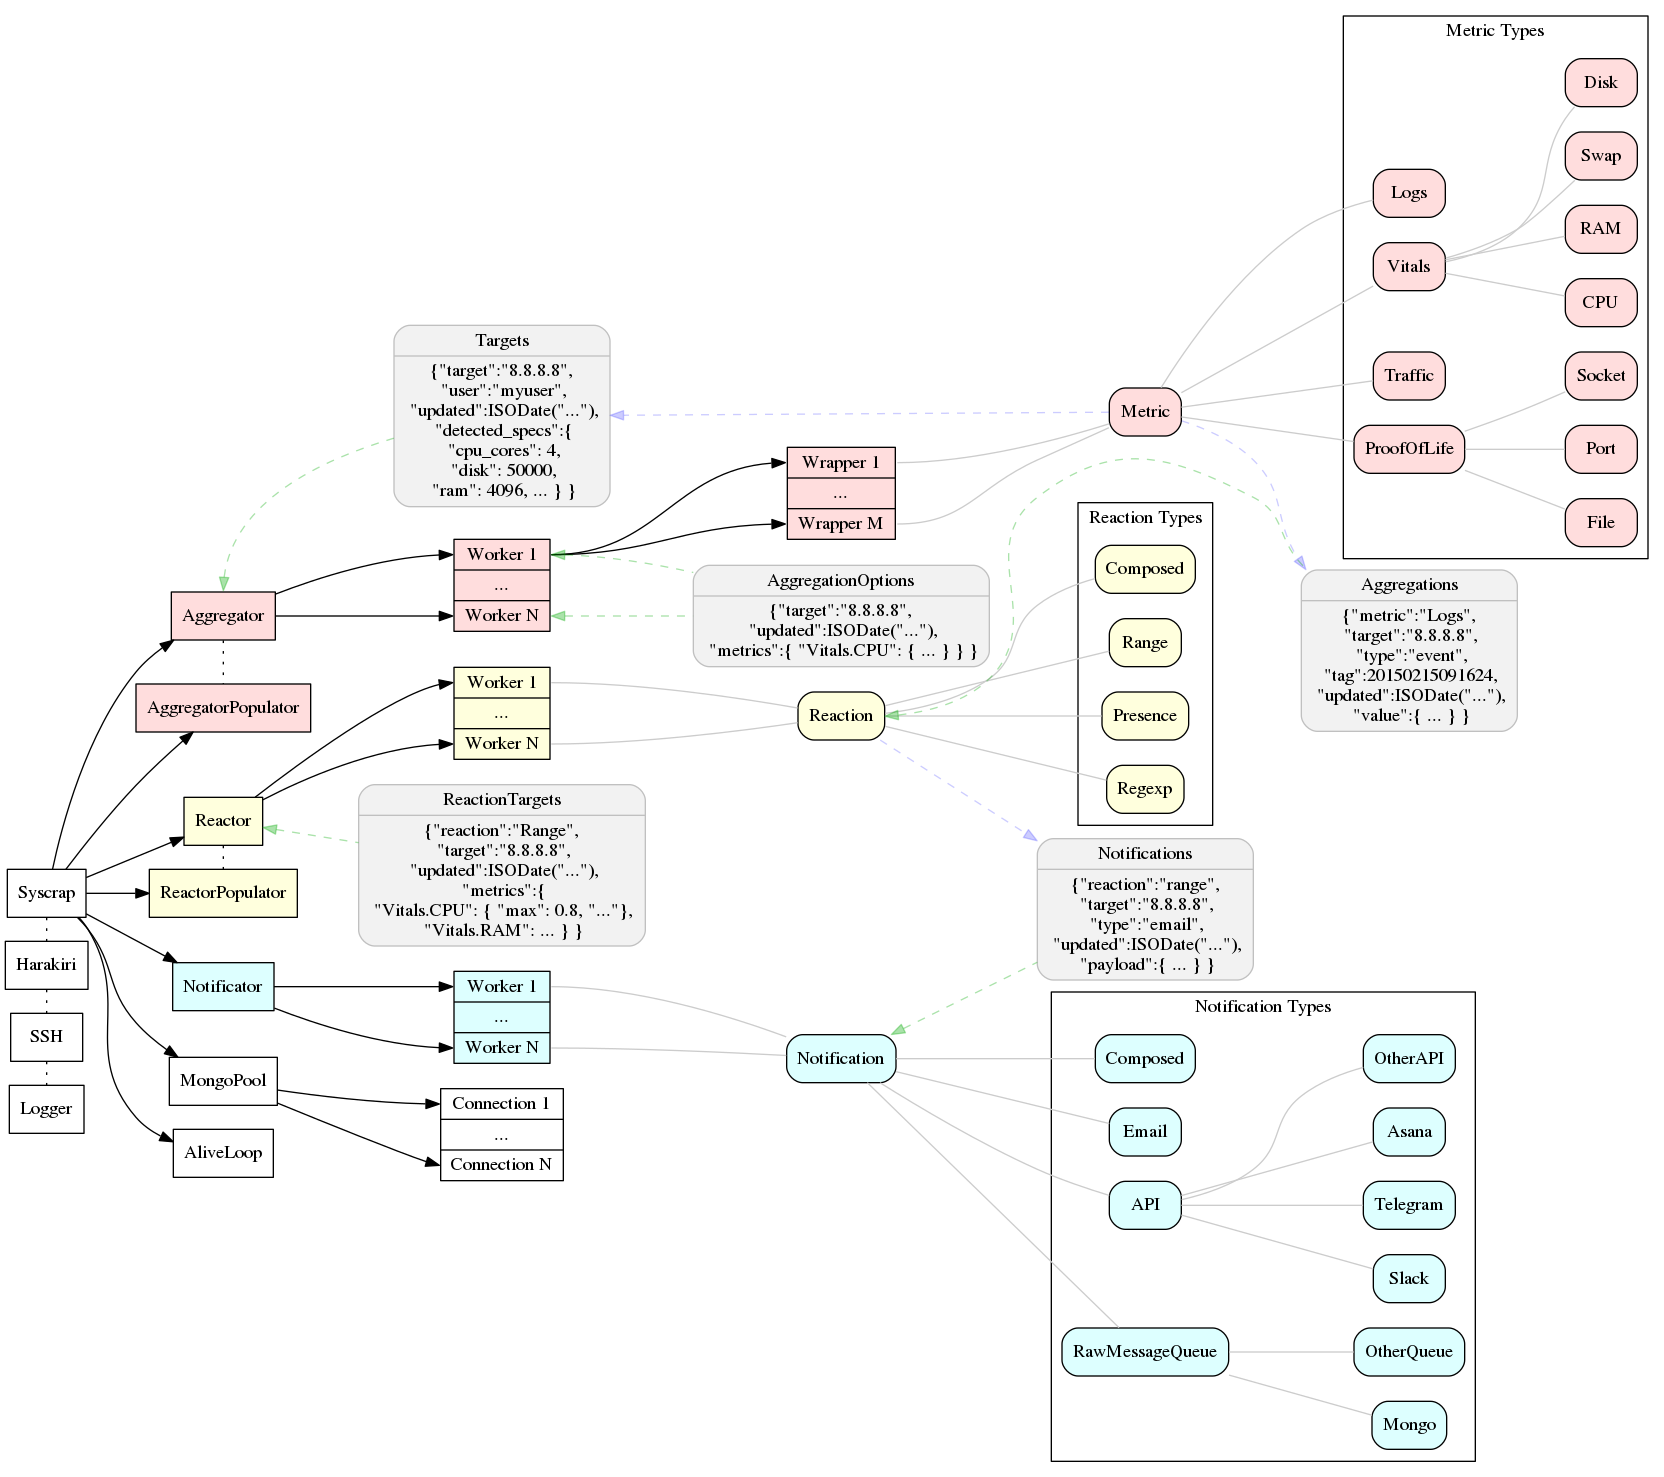 Metric Types
Disk
Swap
Logs
RAM
Vitals
CPU
Traffic
Socket
Metric
ProofOfLife
Port
File
Targets
{"target":"8.8.8.8",
"user":"myuser",
"updated":ISODate("..."),
"detected_specs":{
"cpu_cores": 4,
"disk": 50000,
"ram": 4096, ... } }
Wrapper 1
...
Wrapper M
Worker 1
...
Worker N
AggregationOptions
{"target":"8.8.8.8",
"updated":ISODate("..."),
"metrics":{ "Vitals.CPU": { ... } } }
Reaction Types
Composed
Range
Presence
Regexp
Aggregations
{"metric":"Logs",
"target":"8.8.8.8",
"type":"event",
"tag":20150215091624,
"updated":ISODate("..."),
"value":{ ... } }
Aggregator
AggregatorPopulator
Worker 1
...
Worker N
Reaction
Reactor
ReactorPopulator
ReactionTargets
{"reaction":"Range",
"target":"8.8.8.8",
"updated":ISODate("..."),
"metrics":{
"Vitals.CPU": { "max": 0.8, "..."},
"Vitals.RAM": ... } }
Notifications
{"reaction":"range",
"target":"8.8.8.8",
"type":"email",
"updated":ISODate("..."),
"payload":{ ... } }
Syscrap
Harakiri
SSH
Logger
Notificator
MongoPool
AliveLoop
Worker 1
...
Worker N
Connection 1
...
Connection N
Notification
Notification Types
Composed
OtherAPI
Email
Asana
API
Telegram
Slack
RawMessageQueue
OtherQueue
Mongo